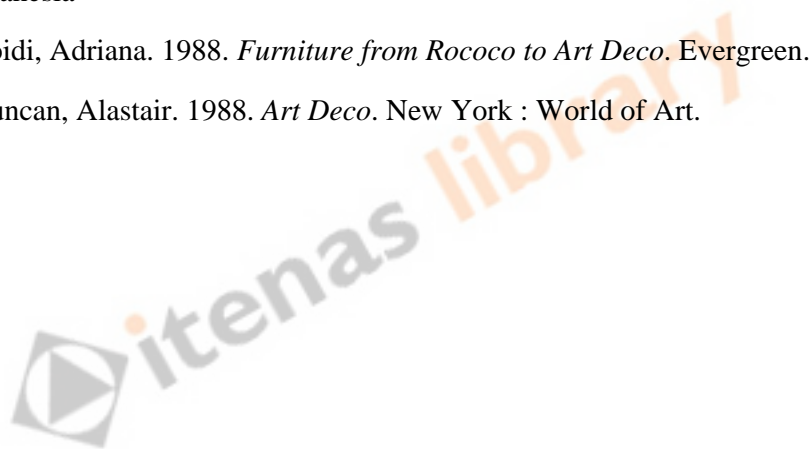 oidi, Adriana. 1988. Furniture from Rococo to Art Deco. Evergreen.
uncan, Alastair. 1988. Art Deco. New York : World of Art.
itenas library